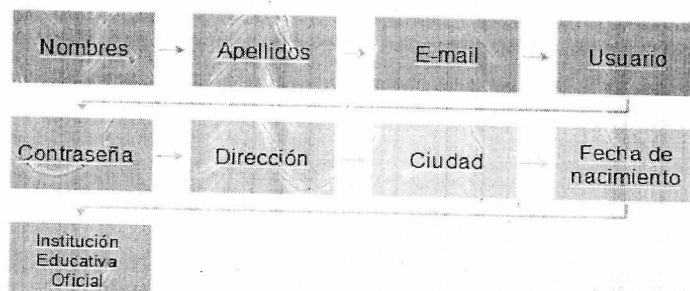 Nombres
Apellidos
E-mail
Usuario
Contraseña
Dirección
Ciudad
Fecha de
nacimiento
Institución
Educativa
Oficial